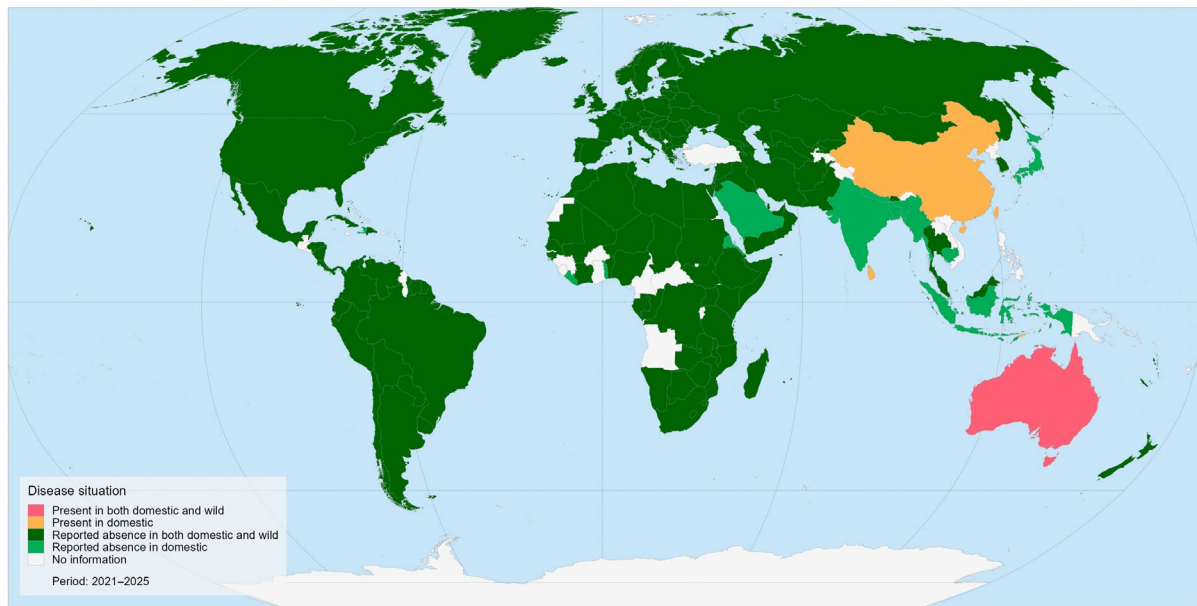 Disease situation
Present in both domestic and wild
Present in domestic
Reported absence in both domestic and wild
Reported absence in domestic
No information
Period: 2021–2025